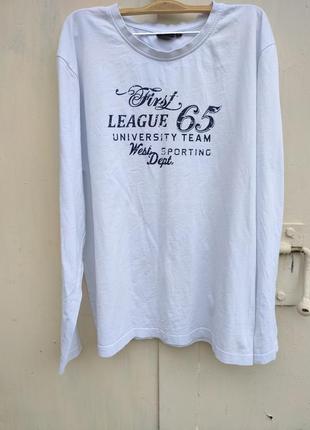 First
LEAGUE 65
UNIVERSITY TEAM
West SPORTING
Dept.